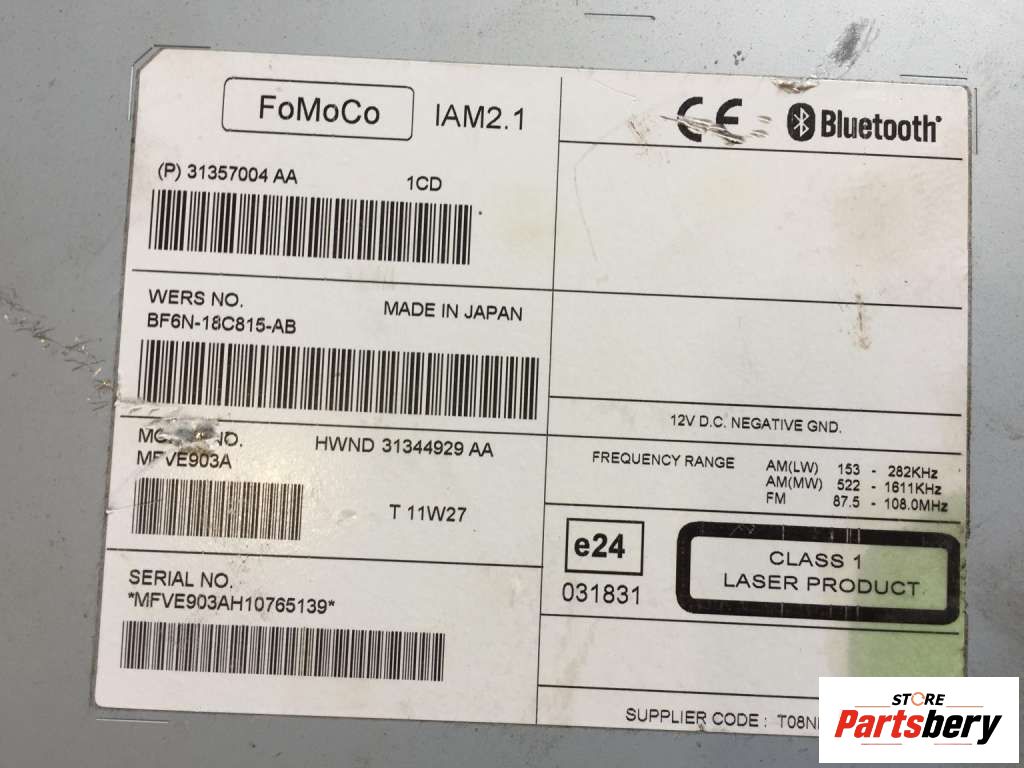 FoMoCo IAM2.1
(P) 31357004 AA 1CD
WERS NO. MADE IN JAPAN
BF6N-18C815-AB
NO. HWND 31344929 AA
MFVE903A
T 11W27
SERIAL NO.
*MFVE903AH10765139*
CE Bluetooth
12V D.C. NEGATIVE GND.
FREQUENCY RANGE AM(LW) 153 - 282KHz
AM(MW) 522 - 1611KHz
FM 87.5 - 108.0MHz
e24
031831
CLASS 1
LASER PRODUCT
SUPPLIER CODE :
STORE
Partsbery